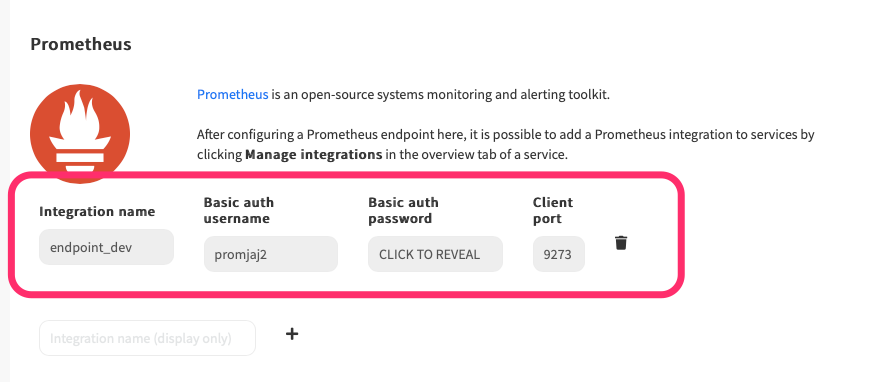 Prometheus
Prometheus is an open-source systems monitoring and alerting toolkit.
After configuring a Prometheus endpoint here, it is possible to add a Prometheus integration to services by
clicking Manage integrations in the overview tab of a service.
Integration name
Basic auth
username
Basic auth
password
Client
port
endpoint_dev
promjaj2
CLICK TO REVEAL
9273
Integration name (display only)